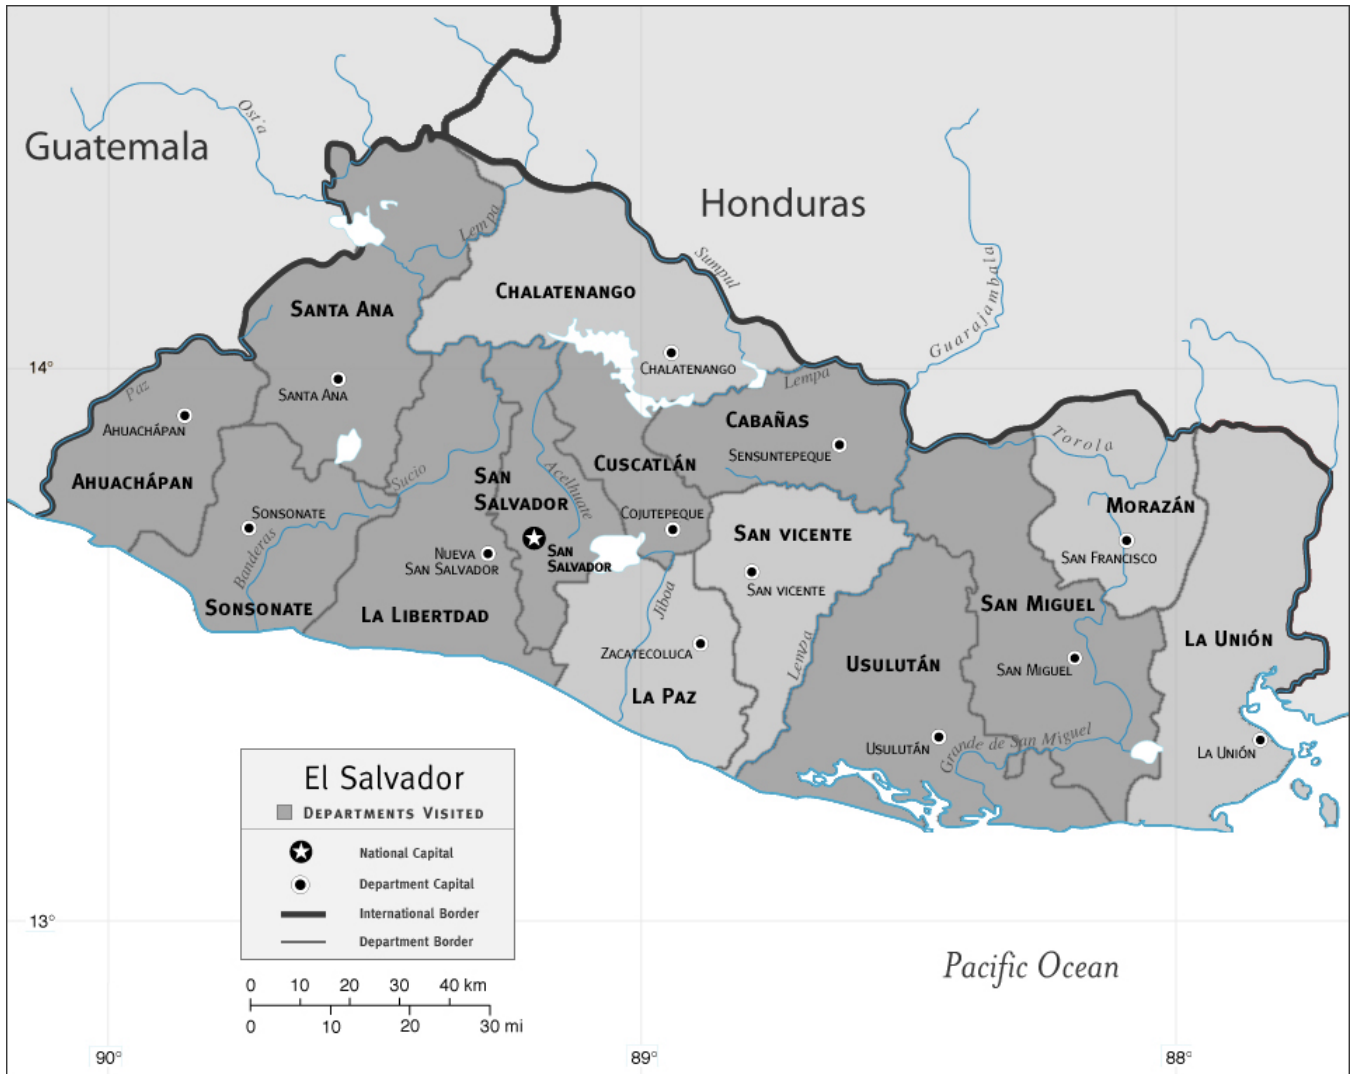 Guatemala
Honduras
Ost'a
Lempa
Sumpul
Guarajambala
SANTA ANA
CHALATENANGO
14°
Paz
SANTA ANA
CHALATENANGO
Lempa
AHUACHÁPAN
CABAÑAS
SENSUNTEPEQUE
Torola
AHUACHÁPAN
Sucio
SAN
SALVADOR
Acelhuate
CUSCATLÁN
COJUTEPEQUE
MORAZÁN
SONSONATE
Banderas
NUEVA
SAN SALVADOR
SAN
SALVADOR
SAN VICENTE
SAN VICENTE
SAN FRANCISCO
SONSONATE
LA LIBERTDAD
Jiboa
SAN MIGUEL
ZACATECOLUCA
Lempa
USULUTÁN
SAN MIGUEL
LA UNIÓN
LA PAZ
USULUTÁN
Grande de San Miguel
LA UNIÓN
El Salvador
DEPARTMENTS VISITED
National Capital
Department Capital
International Border
Department Border
13°
Pacific Ocean
0 10 20 30 40 km
0 10 20 30 mi
90° 89° 88°